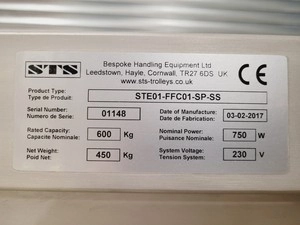 STS
Bespoke Handling Equipment Ltd
Leedstown, Hayle, Cornwall, TR27 6DS UK
www.sts-trolleys.co.uk
CE
Product Type: STE01-FFC01-SP-SS
Type de Produit:
Serial Number: 01148 Date of Manufacture: 03-02-2017
Numero de Serie: Date de Fabrication:
Rated Capacity: 600 Kg Nominal Power: 750 W
Capacite Nominale: Puissance Nominale:
Net Weight: 450 Kg System Voltage: 230 V
Poid Net: Tension System: